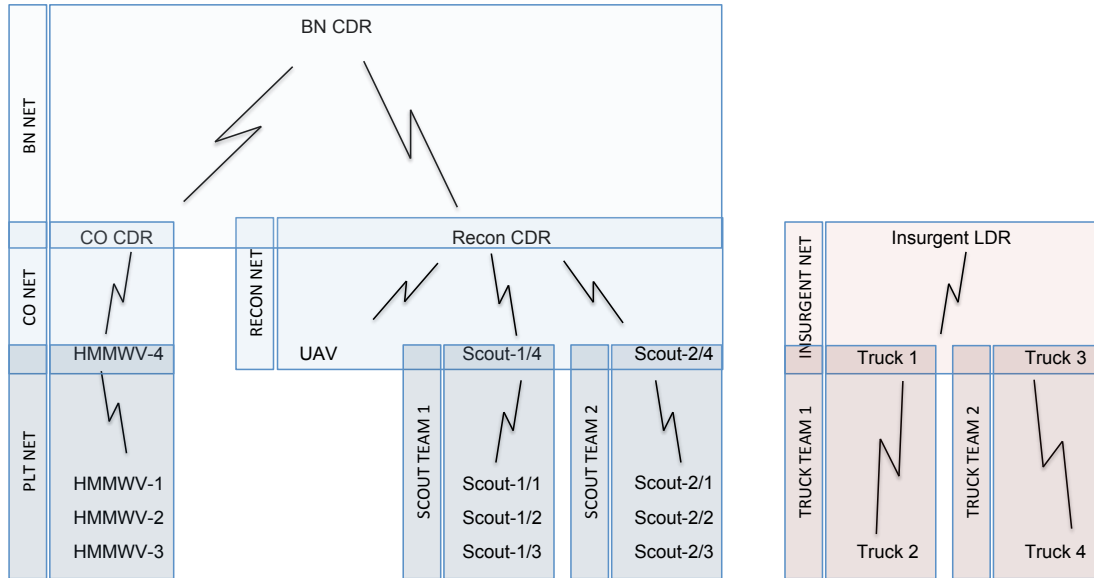 BN NET
BN CDR
CO NET
CO CDR
RECON NET
Recon CDR
INSURGENT NET
Insurgent LDR
HMMWV-4
UAV
Scout-1/4
Scout-2/4
Truck 1
Truck 3
PLT NET
SCOUT TEAM 1
SCOUT TEAM 2
TRUCK TEAM 1
TRUCK TEAM 2
HMMWV-1
Scout-1/1
Scout-2/1
HMMWV-2
Scout-1/2
Scout-2/2
HMMWV-3
Scout-1/3
Scout-2/3
Truck 2
Truck 4